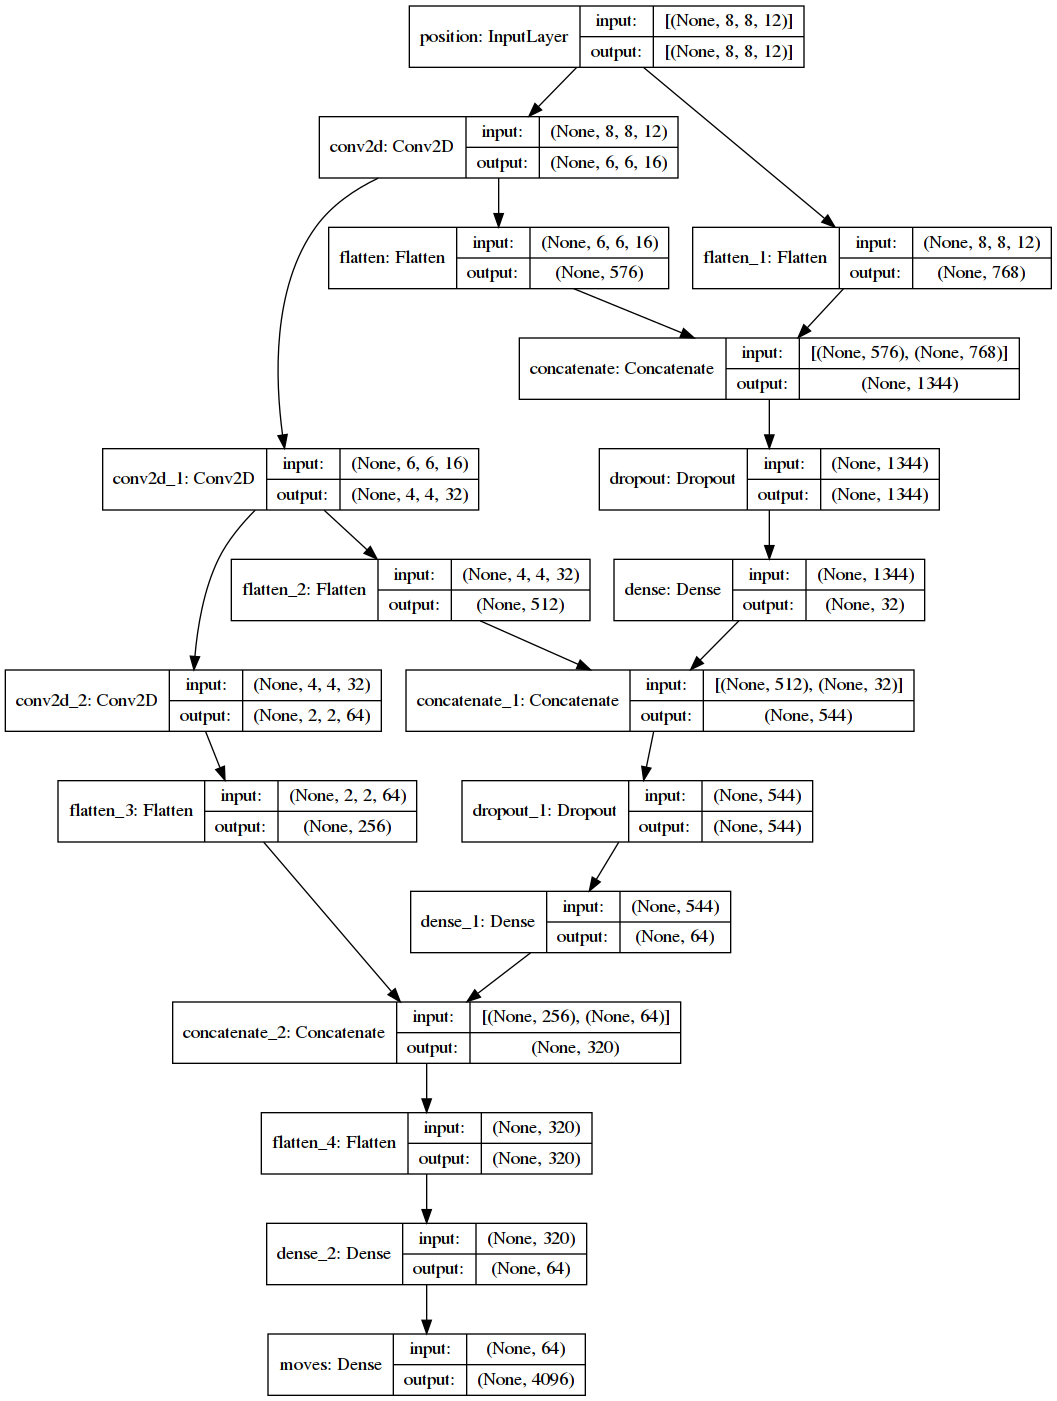 position: InputLayer
input: [(None, 8, 8, 12)]
output: [(None, 8, 8, 12)]
conv2d: Conv2D
input: (None, 8, 8, 12)
output: (None, 6, 6, 16)
flatten: Flatten
input: (None, 6, 6, 16)
output: (None, 576)
flatten_1: Flatten
input: (None, 8, 8, 12)
output: (None, 768)
concatenate: Concatenate
input: [(None, 576), (None, 768)]
output: (None, 1344)
conv2d_1: Conv2D
input: (None, 6, 6, 16)
output: (None, 4, 4, 32)
dropout: Dropout
input: (None, 1344)
output: (None, 1344)
flatten_2: Flatten
input: (None, 4, 4, 32)
output: (None, 512)
dense: Dense
input: (None, 1344)
output: (None, 32)
conv2d_2: Conv2D
input: (None, 4, 4, 32)
output: (None, 2, 2, 64)
concatenate_1: Concatenate
input: [(None, 512), (None, 32)]
output: (None, 544)
flatten_3: Flatten
input: (None, 2, 2, 64)
output: (None, 256)
dropout_1: Dropout
input: (None, 544)
output: (None, 544)
dense_1: Dense
input: (None, 544)
output: (None, 64)
concatenate_2: Concatenate
input: [(None, 256), (None, 64)]
output: (None, 320)
flatten_4: Flatten
input: (None, 320)
output: (None, 320)
dense_2: Dense
input: (None, 320)
output: (None, 64)
moves: Dense
input: (None, 64)
output: (None, 4096)